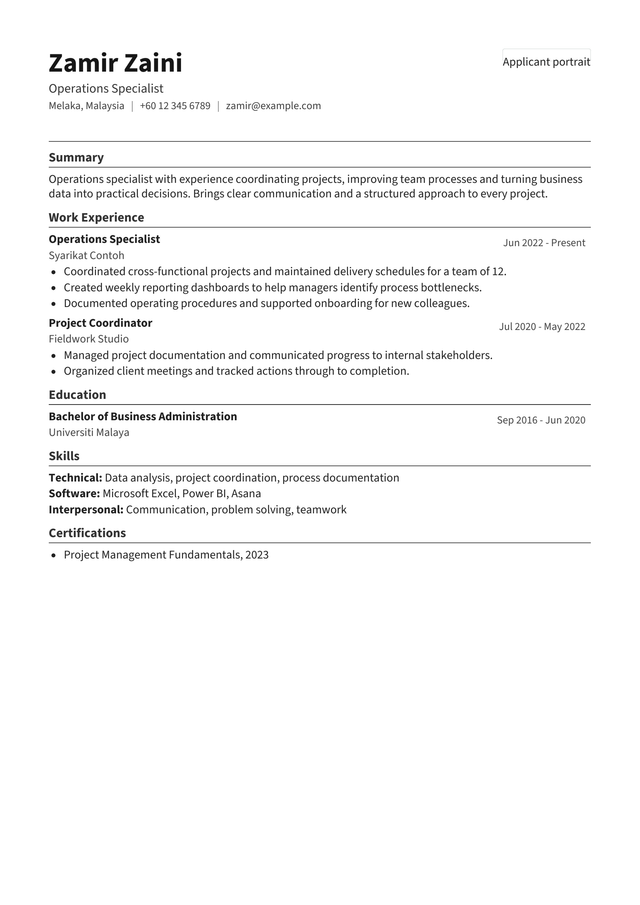 Zamir Zaini
Applicant portrait
Operations Specialist
Melaka, Malaysia | +60 12 345 6789 | zamir@example.com
Summary
Operations specialist with experience coordinating projects, improving team processes and turning business
data into practical decisions. Brings clear communication and a structured approach to every project.
Work Experience
Operations Specialist
Jun 2022 - Present
Syarikat Contoh
• Coordinated cross-functional projects and maintained delivery schedules for a team of 12.
• Created weekly reporting dashboards to help managers identify process bottlenecks.
• Documented operating procedures and supported onboarding for new colleagues.
Project Coordinator
Jul 2020 - May 2022
Fieldwork Studio
• Managed project documentation and communicated progress to internal stakeholders.
• Organized client meetings and tracked actions through to completion.
Education
Bachelor of Business Administration
Sep 2016 - Jun 2020
Universiti Malaya
Skills
Technical: Data analysis, project coordination, process documentation
Software: Microsoft Excel, Power BI, Asana
Interpersonal: Communication, problem solving, teamwork
Certifications
• Project Management Fundamentals, 2023